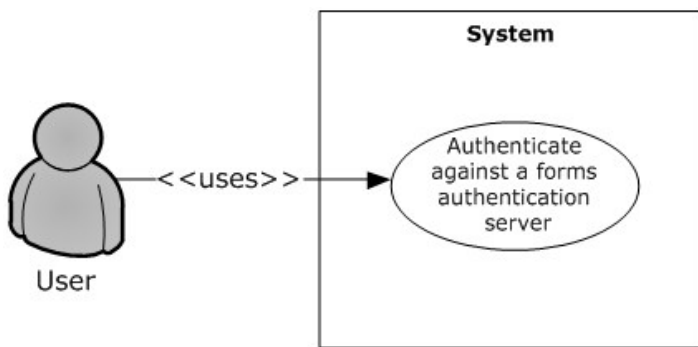 System
Authenticate
against a forms
authentication
server
<<uses>>
User